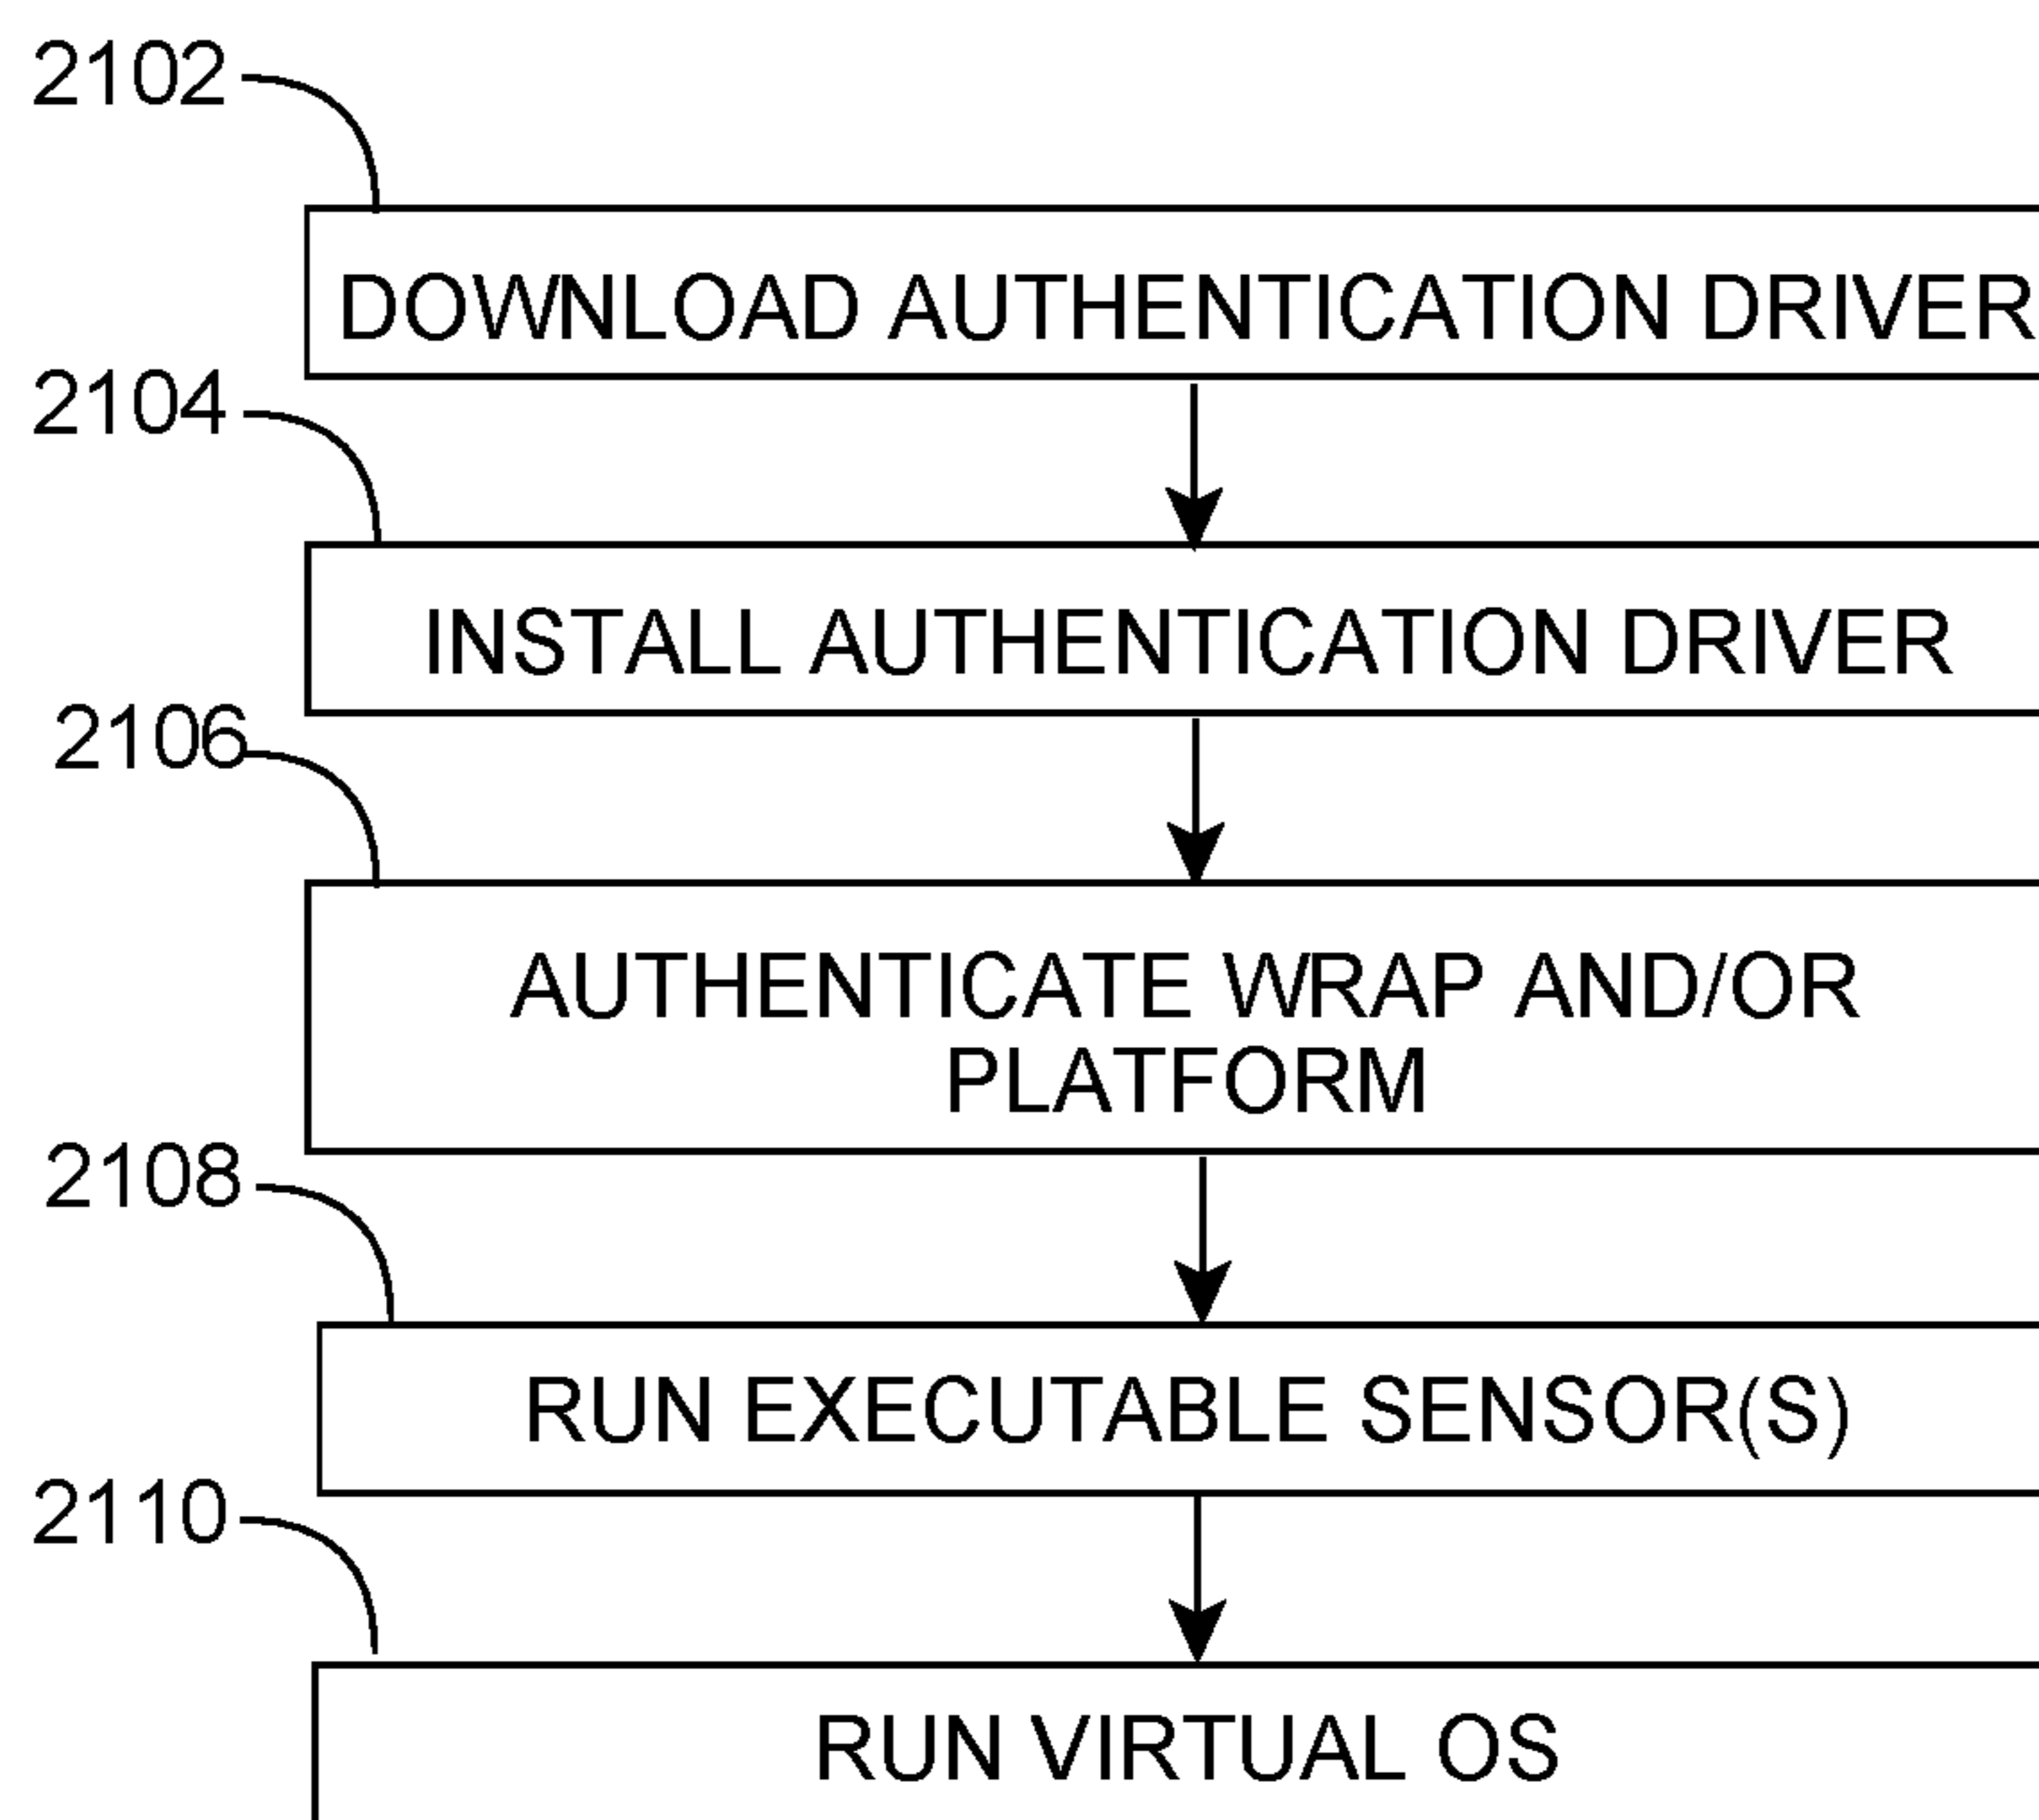 2102
DOWNLOAD AUTHENTICATION DRIVER
2104
INSTALL AUTHENTICATION DRIVER
2106
AUTHENTICATE WRAP AND/OR
PLATFORM
2108
RUN EXECUTABLE SENSOR(S)
2110
RUN VIRTUAL OS